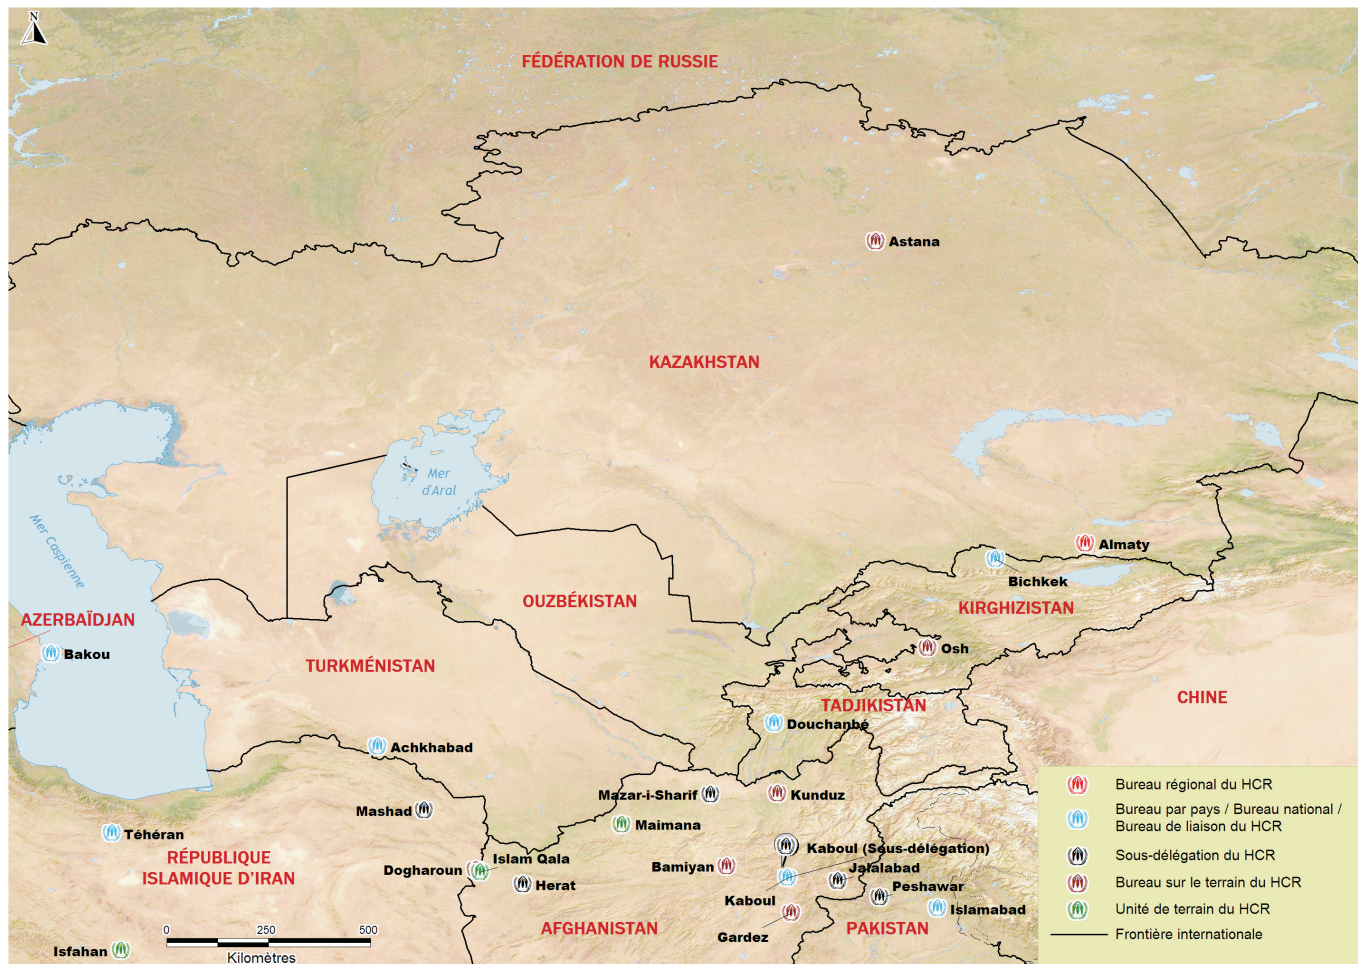 N
FÉDÉRATION DE RUSSIE
Astana
KAZAKHSTAN
Mer
d'Aral
Mer Caspienne
Almaty
Bichkek
OUZBÉKISTAN
KIRGHIZISTAN
AZERBAÏDJAN
Bakou
Osh
TURKMÉNISTAN
CHINE
TADJIKISTAN
Douchanbé
Achkhabad
Mazar-i-Sharif
Kunduz
Mashad
Maimana
Téhéran
Kaboul (Sous-délégation)
RÉPUBLIQUE
ISLAMIQUE D'IRAN
Islam Qala
Dogharoun
Bamiyan
Jalalabad
Herat
Peshawar
Kaboul
Islamabad
AFGHANISTAN
Gardez
PAKISTAN
Isfahan
0 250 500
Kilomètres
Bureau régional du HCR
Bureau par pays / Bureau national /
Bureau de liaison du HCR
Sous-délégation du HCR
Bureau sur le terrain du HCR
Unité de terrain du HCR
Frontière internationale